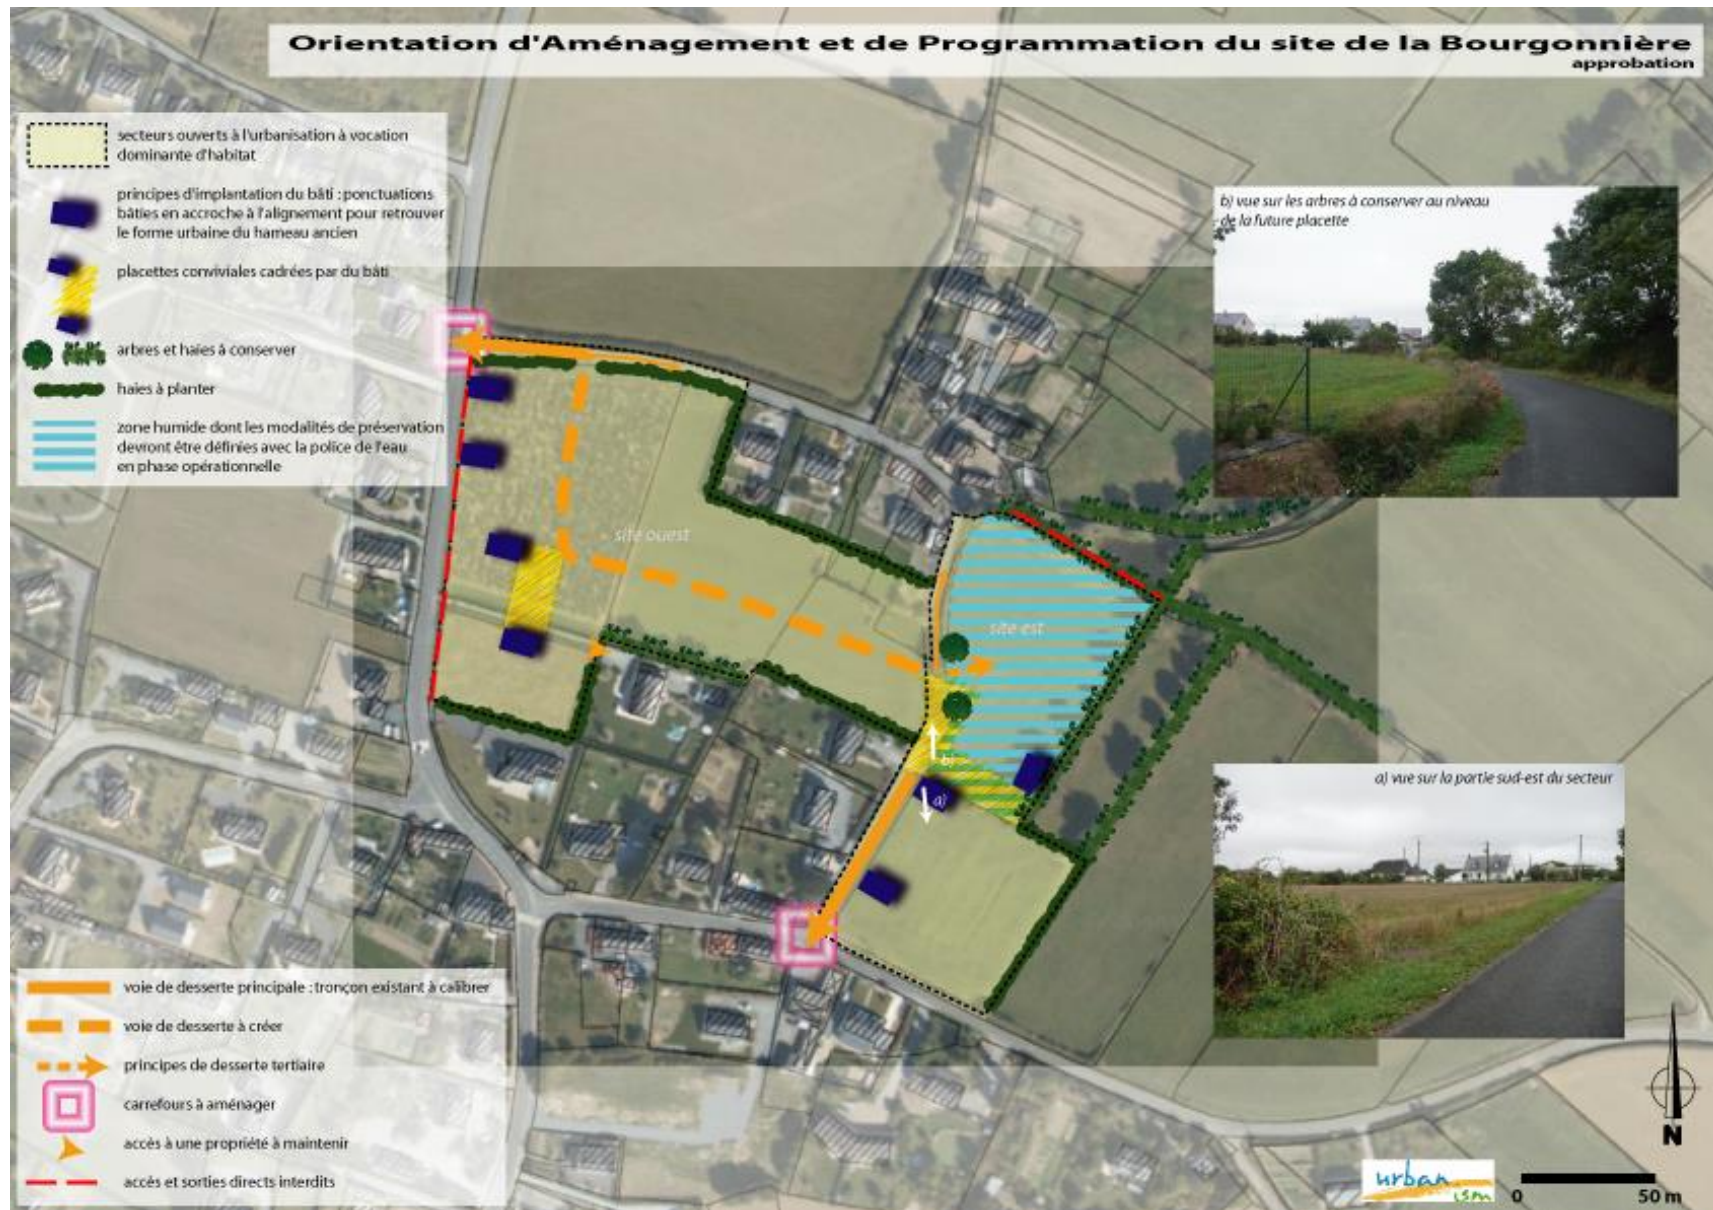 Orientation d'Aménagement et de Programmation du site de la Bourgonnière
approbation
secteurs ouverts à l'urbanisation à vocation
dominante d'habitat
principes d'implantation du bâti : ponctuations
bâties en accroche à l'alignement pour retrouver
le forme urbaine du hameau ancien
placettes conviviales cadrées par du bâti
arbres et haies à conserver
haies à planter
zone humide dont les modalités de préservation
devront être définies avec la police de l'eau
en phase opérationnelle
b) vue sur les arbres à conserver au niveau
de la future placette
site ouest
site est
b)
a)
a) vue sur la partie sud-est du secteur
voie de desserte principale : tronçon existant à calibrer
voie de desserte à créer
principes de desserte tertiaire
carrefours à aménager
accès à une propriété à maintenir
accès et sorties directs interdits
N
urban
ism
0 50 m